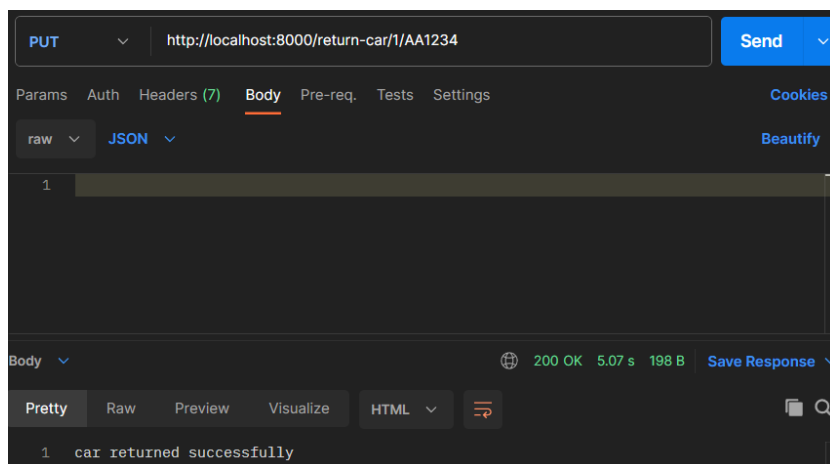 PUT http://localhost:8000/return-car/1/AA1234 Send
Params Auth Headers (7) Body Pre-req. Tests Settings Cookies
raw JSON Beautify
1
Body 200 OK 5.07 s 198 B Save Response
Pretty Raw Preview Visualize HTML
1 car returned successfully